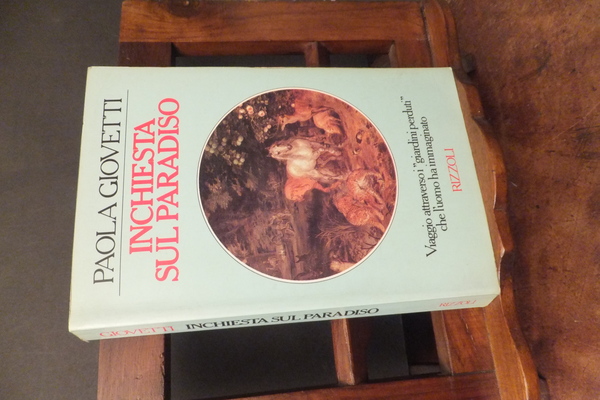 PAOLA GIOVETTI
INCHIESTA
SUL PARADISO
Viaggio attraverso i "giardini perduti"
che l'uomo ha immaginato
RIZZOLI
GIOVETTI INCHIESTA SUL PARADISO RIZZOLI